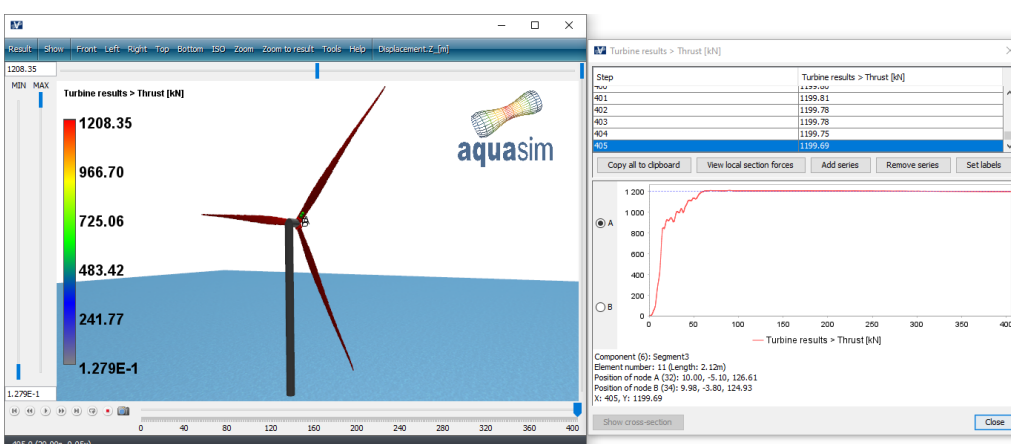 Result Show Front Left Right Top Bottom ISO Zoom Zoom to result Tools Help Displacement.Z_[m]
1208.35
MIN MAX
Turbine results > Thrust [kN]
1208.35
966.70
725.06
483.42
241.77
1.279E-1
aquasim
1.279E-1
0 40 80 120 160 200 240 280 320 360 400
Turbine results > Thrust [kN]
Step Turbine results > Thrust [kN]
401 1199.81
402 1199.78
403 1199.78
404 1199.75
405 1199.69
Copy all to clipboard View local section forces Add series Remove series Set labels
A
B
1 200
1 000
800
600
400
200
0
0 50 100 150 200 250 300 350 400
Turbine results > Thrust [kN]
Component (6): Segment3
Element number: 11 (Length: 2.12m)
Position of node A (32): 10.00, -5.10, 126.61
Position of node B (34): 9.98, -3.80, 124.93
X: 405, Y: 1199.69
Show cross-section Close